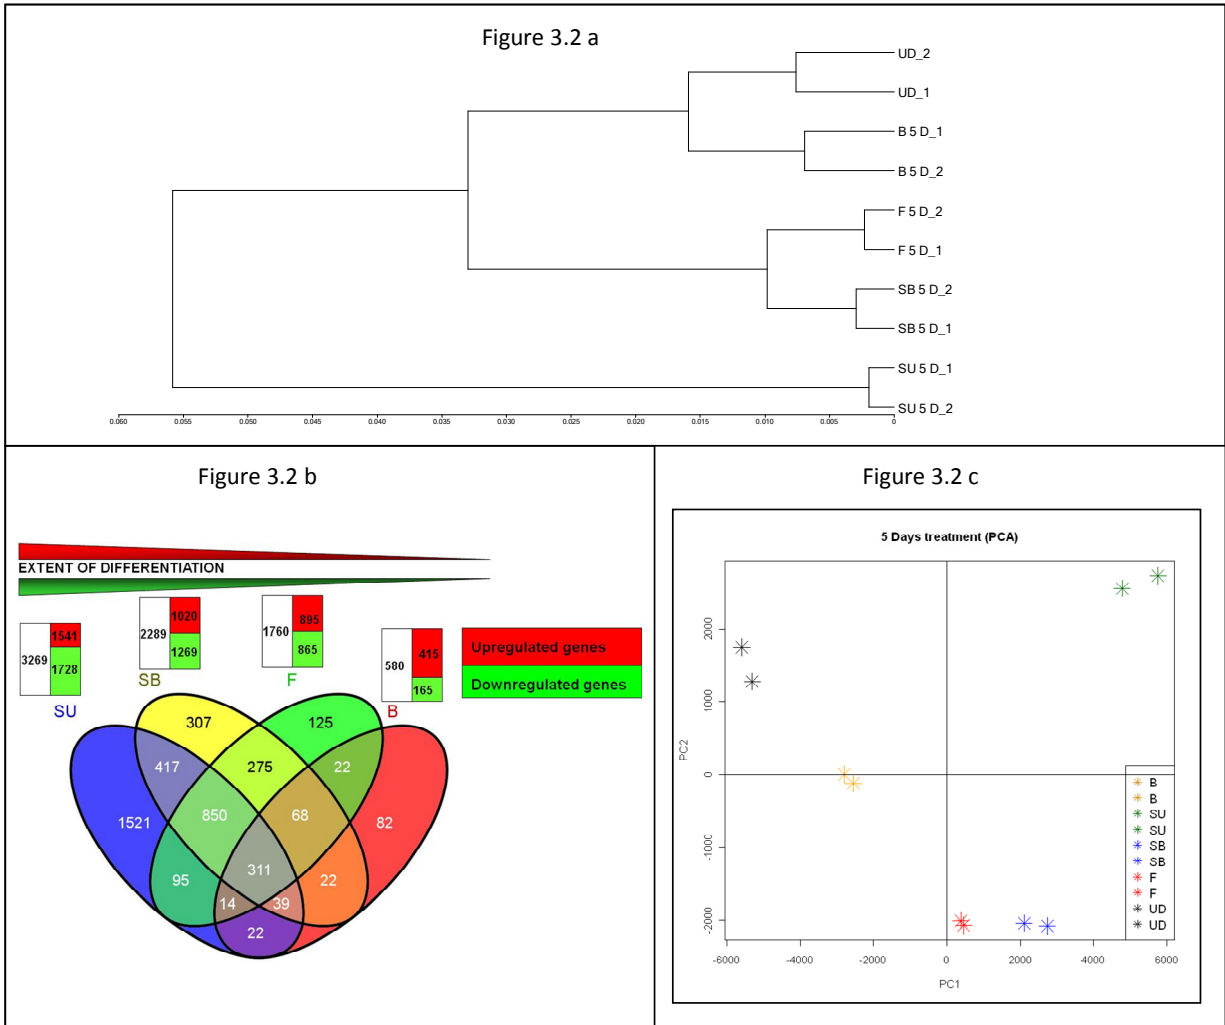 Figure 3.2 a
UD_2
UD_1
B 5 D_1
B 5 D_2
F 5 D_2
F 5 D_1
SB 5 D_2
SB 5 D_1
SU 5 D_1
SU 5 D_2
0.060 0.055 0.050 0.045 0.040 0.035 0.030 0.025 0.020 0.015 0.010 0.005 0
Figure 3.2 b
EXTENT OF DIFFERENTIATION
3269 1541 1728
SU
2289 1020 1269
SB
1760 895 865
F
580 415 165
B
Upregulated genes
Downregulated genes
307 125
417 275 22
1521 850 68 82
95 311 22
14 39
22
Figure 3.2 c
5 Days treatment (PCA)
PC2
2000
1000
0
-1000
-2000
-6000 -4000 -2000 0 2000 4000 6000
PC1
B
B
SU
SU
SB
SB
F
F
UD
UD